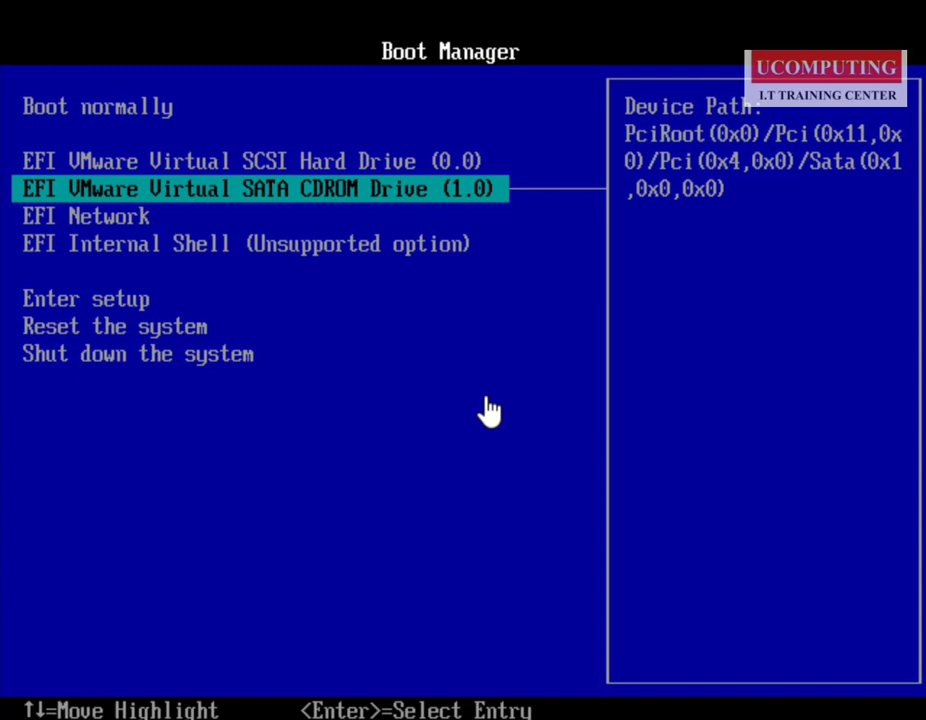 Boot Manager
UCOMPUTING
I.T TRAINING CENTER
Boot normally
EFI VMware Virtual SCSI Hard Drive (0.0)
EFI VMware Virtual SATA CDROM Drive (1.0)
EFI Network
EFI Internal Shell (Unsupported option)
Enter setup
Reset the system
Shut down the system
Device Path:
PciRoot(0x0)/Pci(0x11,0x
0)/Pci(0x4,0x0)/Sata(0x1
,0x0,0x0)
↑↓=Move Highlight
<Enter>=Select Entry